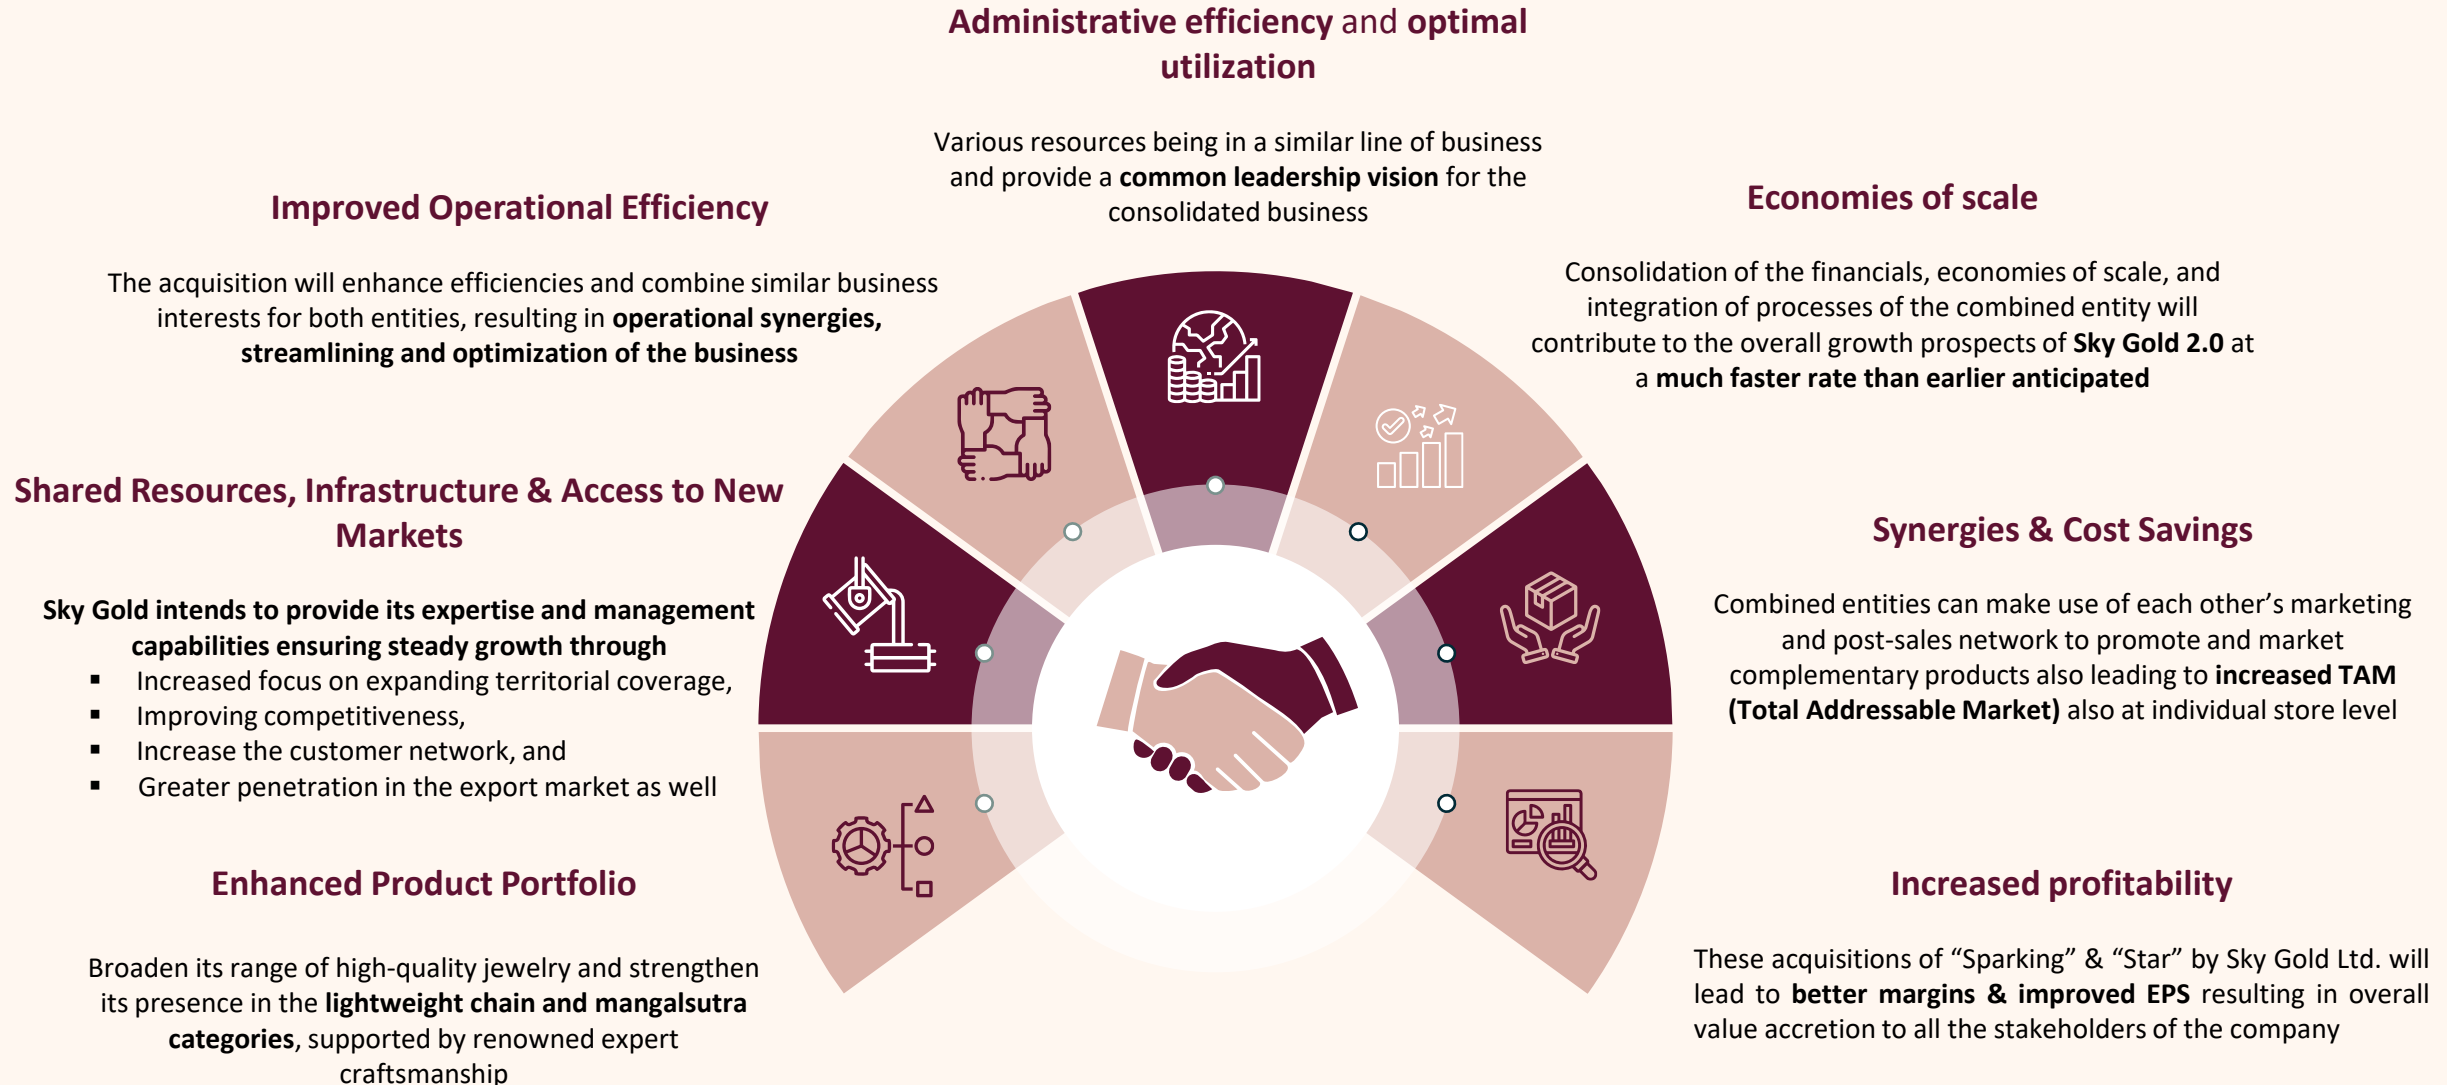 Administrative efficiency and optimal
utilization
Various resources being in a similar line of business
and provide a common leadership vision for the
consolidated business
Improved Operational Efficiency
The acquisition will enhance efficiencies and combine similar business
interests for both entities, resulting in operational synergies,
streamlining and optimization of the business
Economies of scale
Consolidation of the financials, economies of scale, and
integration of processes of the combined entity will
contribute to the overall growth prospects of Sky Gold 2.0 at
a much faster rate than earlier anticipated
Shared Resources, Infrastructure & Access to New
Markets
Sky Gold intends to provide its expertise and management
capabilities ensuring steady growth through
▪ Increased focus on expanding territorial coverage,
▪ Improving competitiveness,
▪ Increase the customer network, and
▪ Greater penetration in the export market as well
Synergies & Cost Savings
Combined entities can make use of each other’s marketing
and post-sales network to promote and market
complementary products also leading to increased TAM
(Total Addressable Market) also at individual store level
Enhanced Product Portfolio
Broaden its range of high-quality jewelry and strengthen
its presence in the lightweight chain and mangalsutra
categories, supported by renowned expert
craftsmanship
Increased profitability
These acquisitions of “Sparking” & “Star” by Sky Gold Ltd. will
lead to better margins & improved EPS resulting in overall
value accretion to all the stakeholders of the company